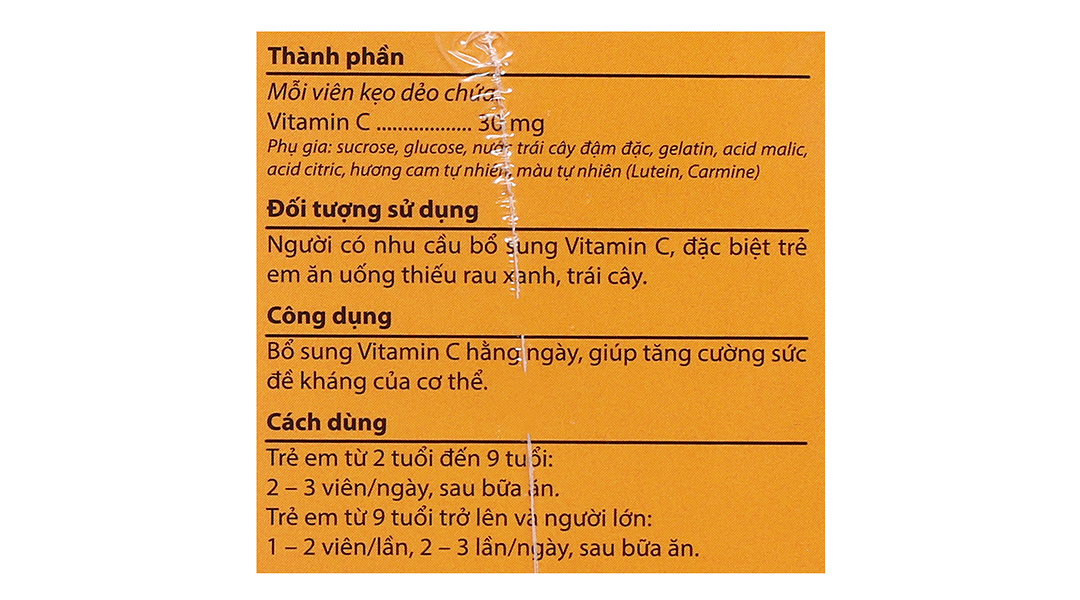 Thành phần
Mỗi viên kẹo dẻo chứa:
Vitamin C .................. 30 mg
Phụ gia: sucrose, glucose, nước trái cây đậm đặc, gelatin, acid malic,
acid citric, hương cam tự nhiên, màu tự nhiên (Lutein, Carmine)
Đối tượng sử dụng
Người có nhu cầu bổ sung Vitamin C, đặc biệt trẻ
em ăn uống thiếu rau xanh, trái cây.
Công dụng
Bổ sung Vitamin C hằng ngày, giúp tăng cường sức
đề kháng của cơ thể.
Cách dùng
Trẻ em từ 2 tuổi đến 9 tuổi:
2 – 3 viên/ngày, sau bữa ăn.
Trẻ em từ 9 tuổi trở lên và người lớn:
1 – 2 viên/lần, 2 – 3 lần/ngày, sau bữa ăn.